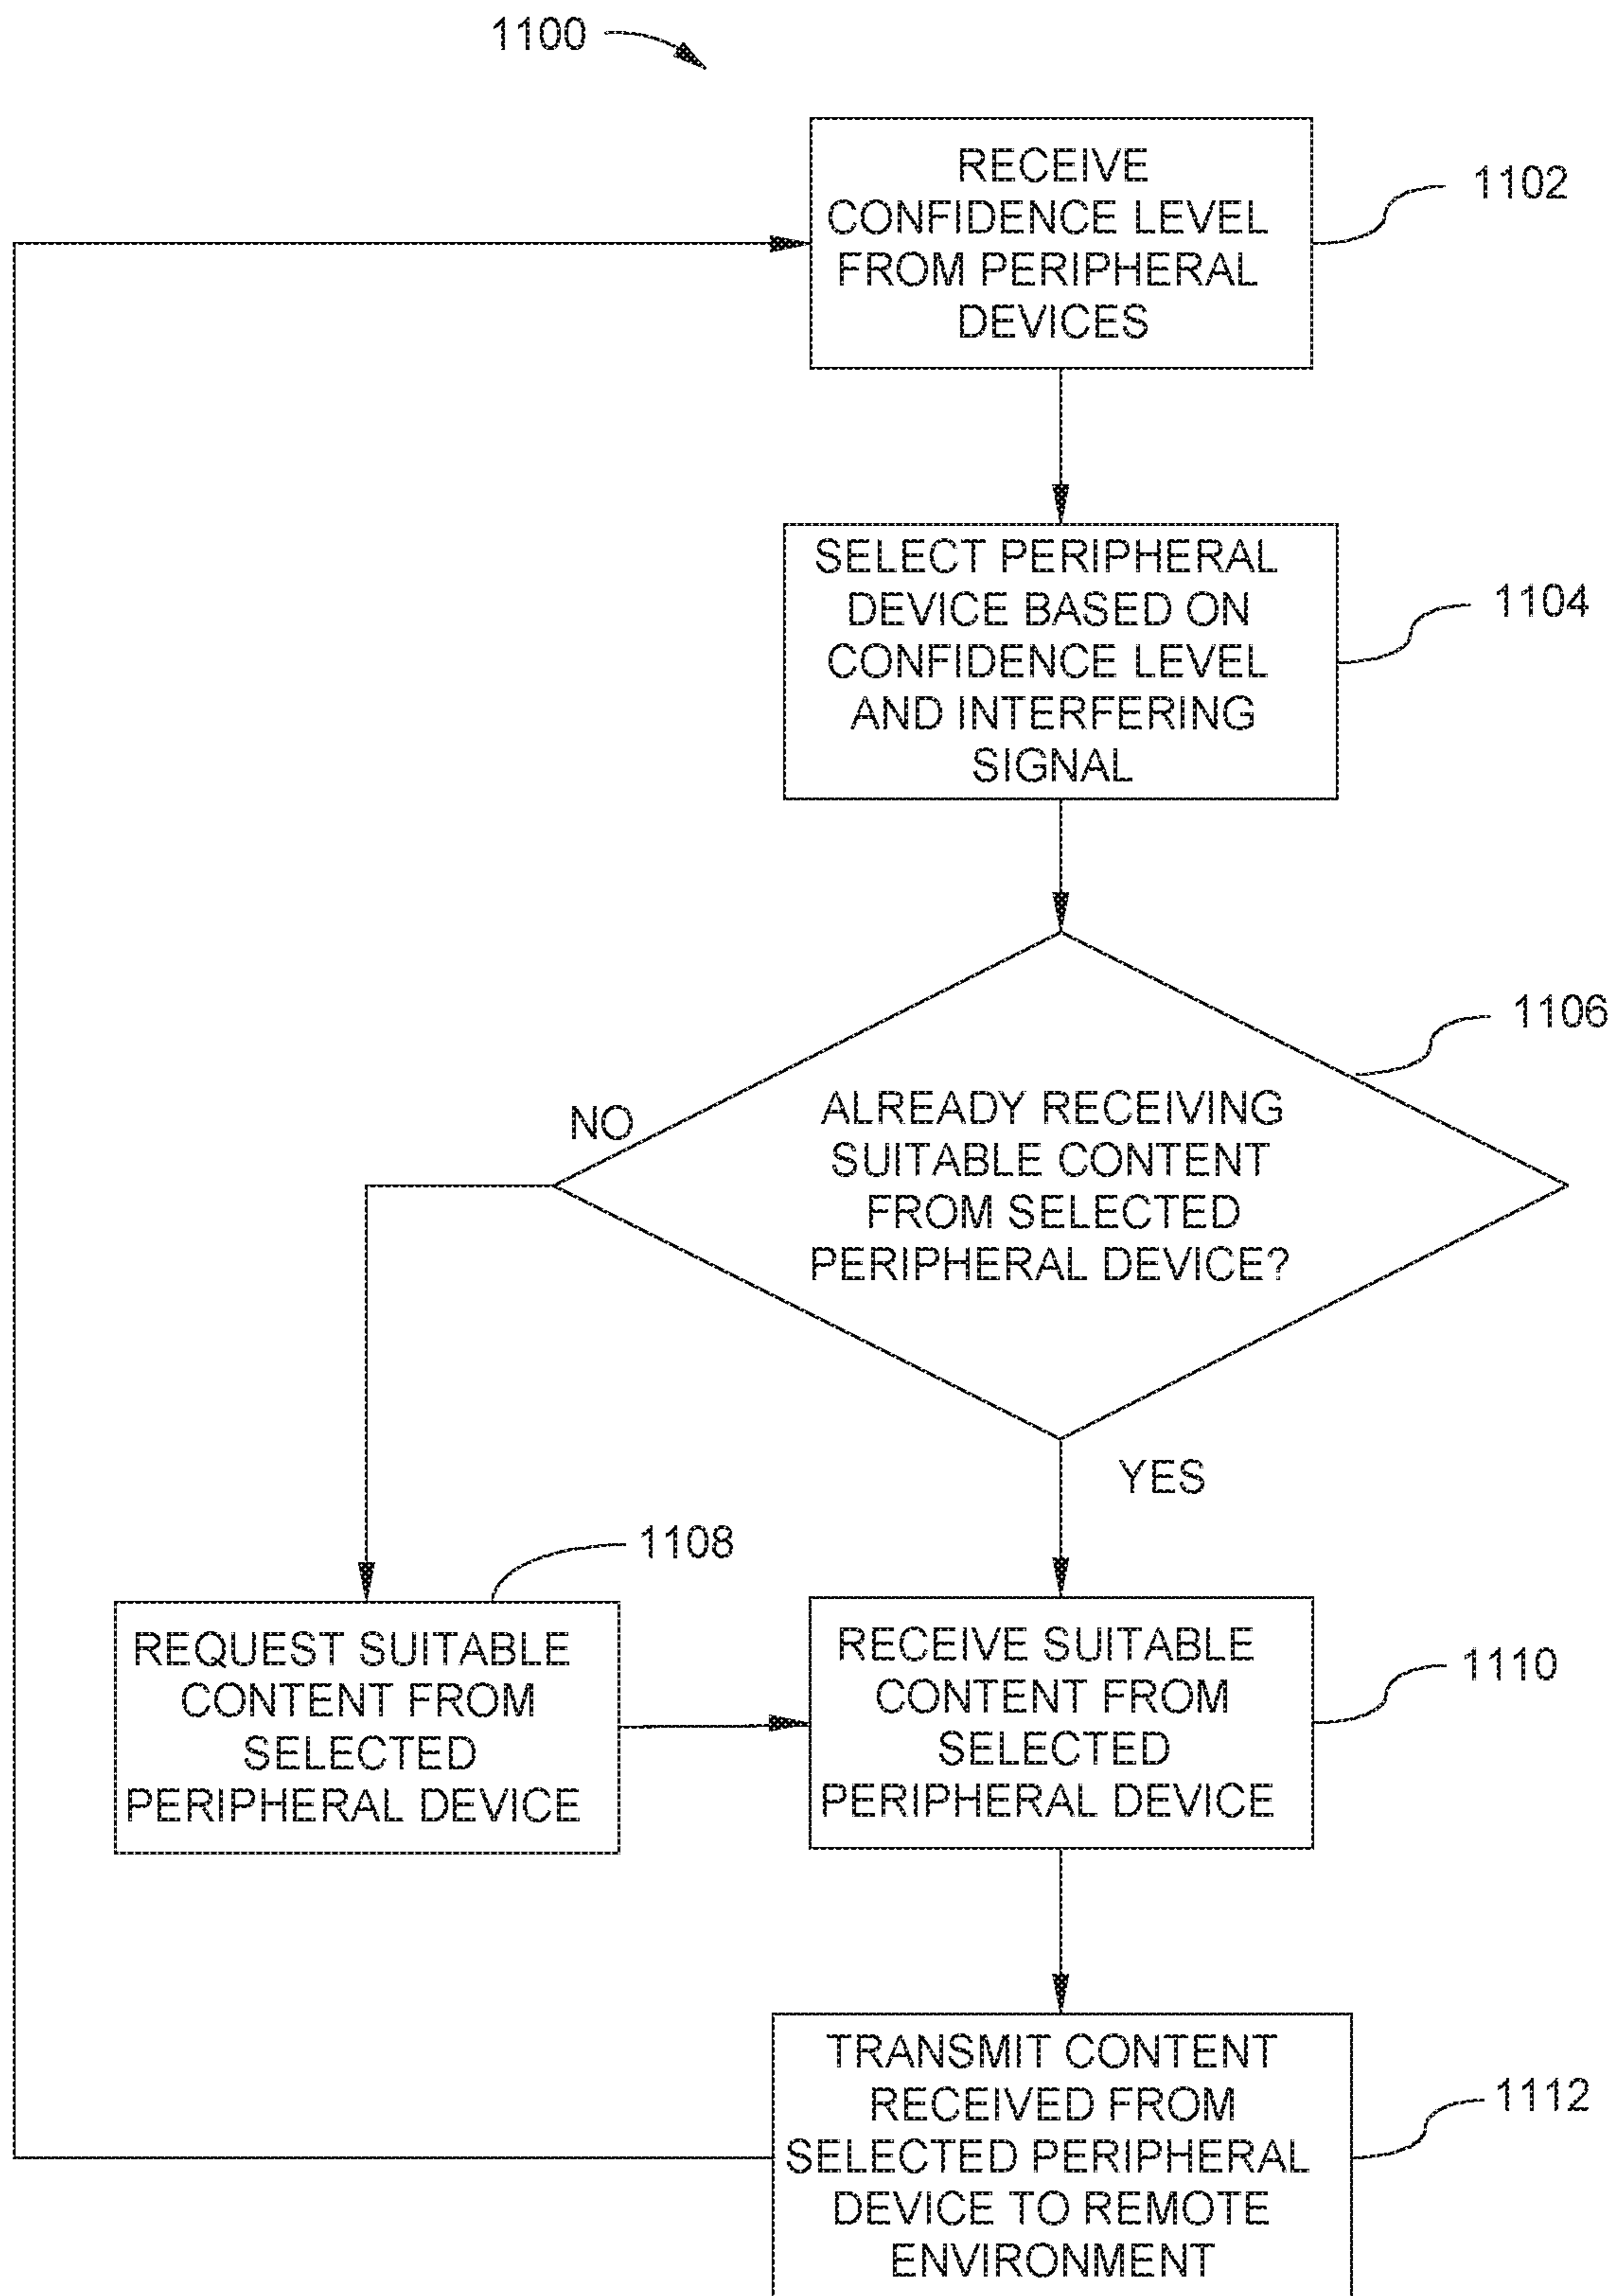 1100
RECEIVE
CONFIDENCE LEVEL
FROM PERIPHERAL
DEVICES
1102
SELECT PERIPHERAL
DEVICE BASED ON
CONFIDENCE LEVEL
AND INTERFERING
SIGNAL
1104
ALREADY RECEIVING
SUITABLE CONTENT
FROM SELECTED
PERIPHERAL DEVICE?
1106
NO
YES
REQUEST SUITABLE
CONTENT FROM
SELECTED
PERIPHERAL DEVICE
1108
RECEIVE SUITABLE
CONTENT FROM
SELECTED
PERIPHERAL DEVICE
1110
TRANSMIT CONTENT
RECEIVED FROM
SELECTED PERIPHERAL
DEVICE TO REMOTE
ENVIRONMENT
1112